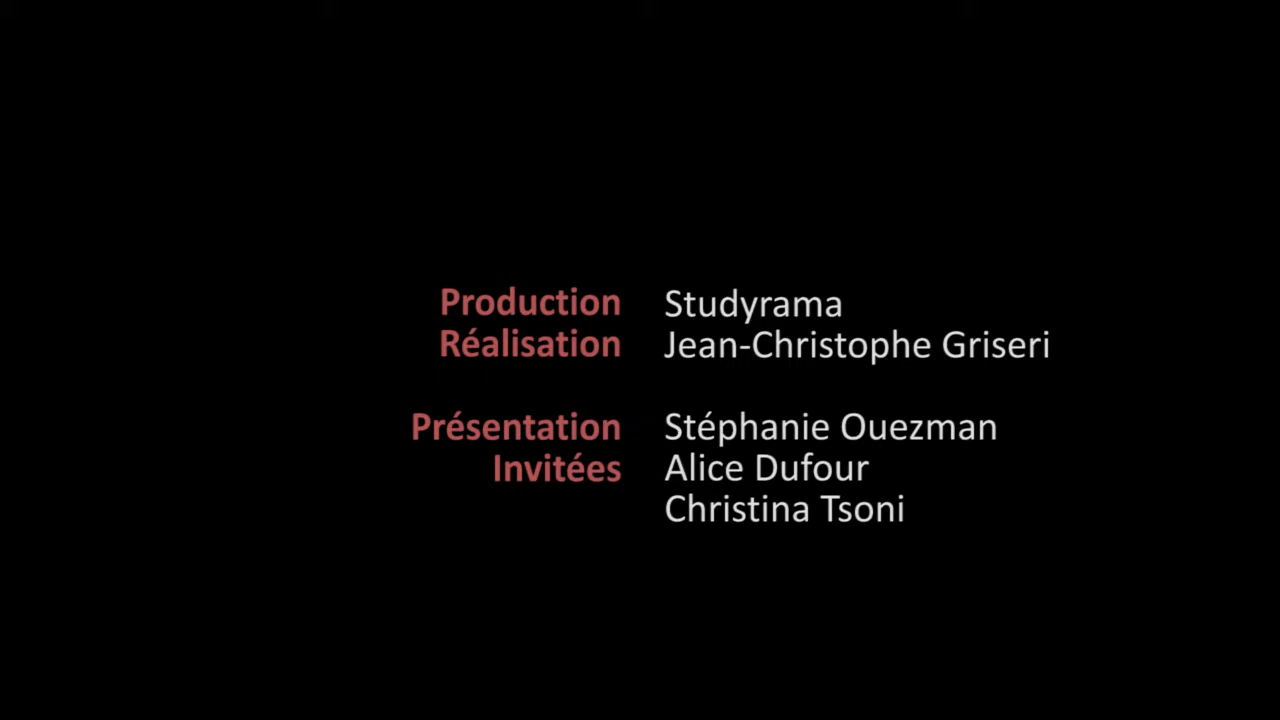 Production Studyrama
Réalisation Jean-Christophe Griseri
Présentation Stéphanie Ouezman
Invitées Alice Dufour
Christina Tsoni